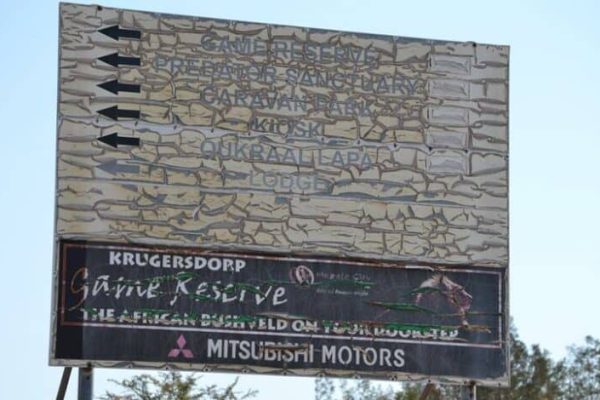 GAME RESERVE
PREDATOR SANCTUARY
CARAVAN PARK
KIOSK
OUKRAAL LAPA
LODGE
KRUGERSDORP
Game Reserve
THE AFRICAN BUSHVELD ON YOUR DOORSTEP
MITSUBISHI MOTORS